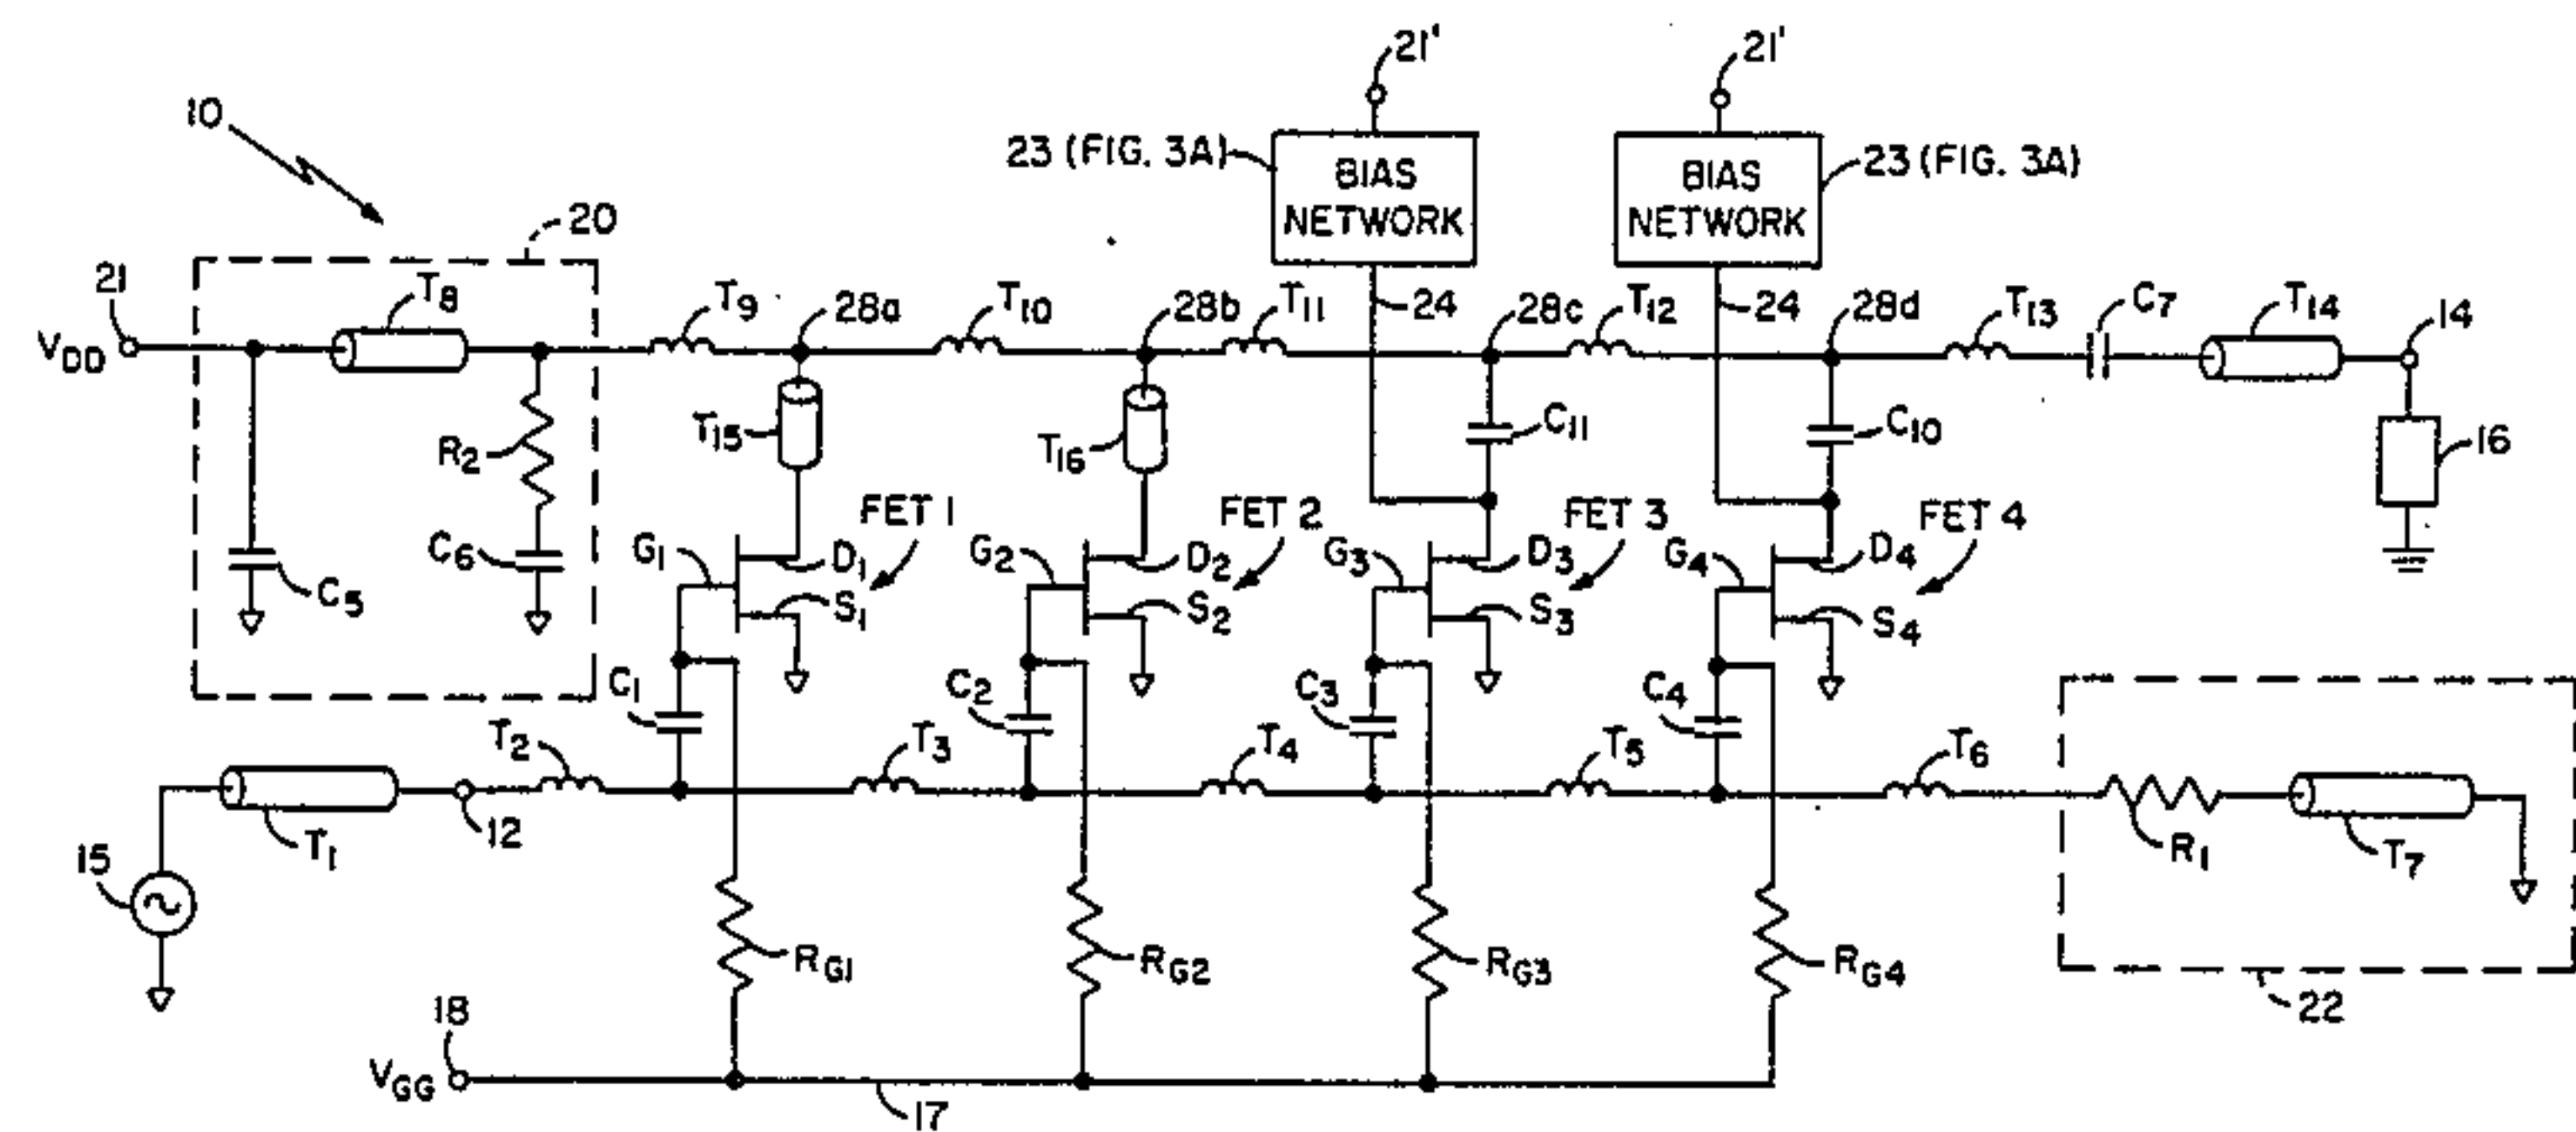 21' 21'
10 23 (FIG. 3A) BIAS NETWORK BIAS NETWORK 23 (FIG. 3A)
20
21 T8 T9 28a T10 28b T11 24 28c T12 24 28d T13 C7 T14 14
VDD
R2 T15 T16 C11 C10 16
C5 C6 G1 D1 S1 FET 1 G2 D2 S2 FET 2 G3 D3 S3 FET 3 G4 D4 S4 FET 4
C1 C2 C3 C4
T2 T3 T4 T5 T6
15 T1 12 R1 T7
RG1 RG2 RG3 RG4 22
18
VGG
17